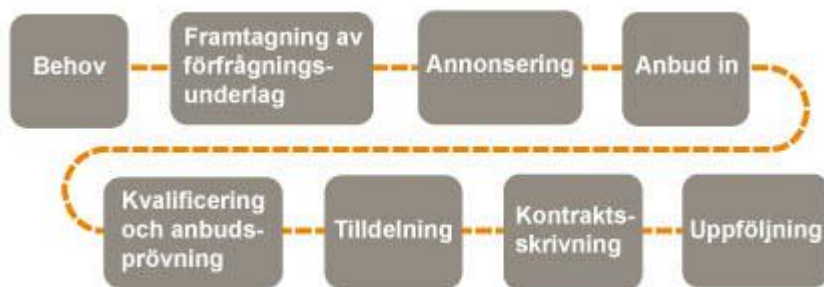 Behov
Framtagning av
förfrågnings-
underlag
Annonsering
Anbud in
Kvalificering
och anbuds-
prövning
Tilldelning
Kontrakts-
skrivning
Uppföljning